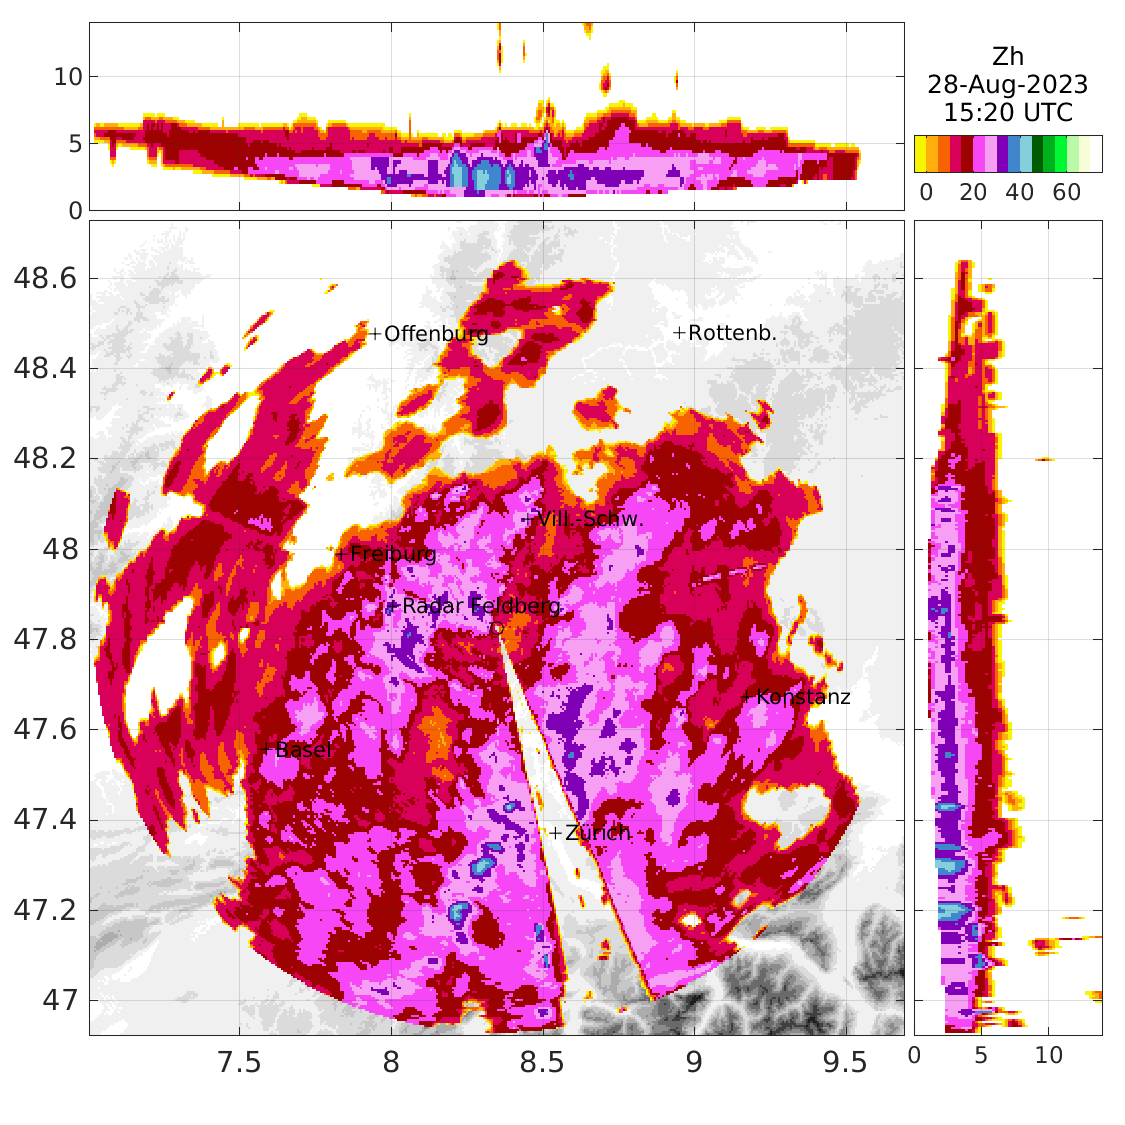 10
5
0
Zh
28-Aug-2023
15:20 UTC
0 20 40 60
48.6
48.4
48.2
48
47.8
47.6
47.4
47.2
47
+Offenburg
+Rottenb.
+Vill.-Schw.
+Freiburg
+Radar Feldberg
+Konstanz
+Basel
+Zürich
7.5 8 8.5 9 9.5
0 5 10